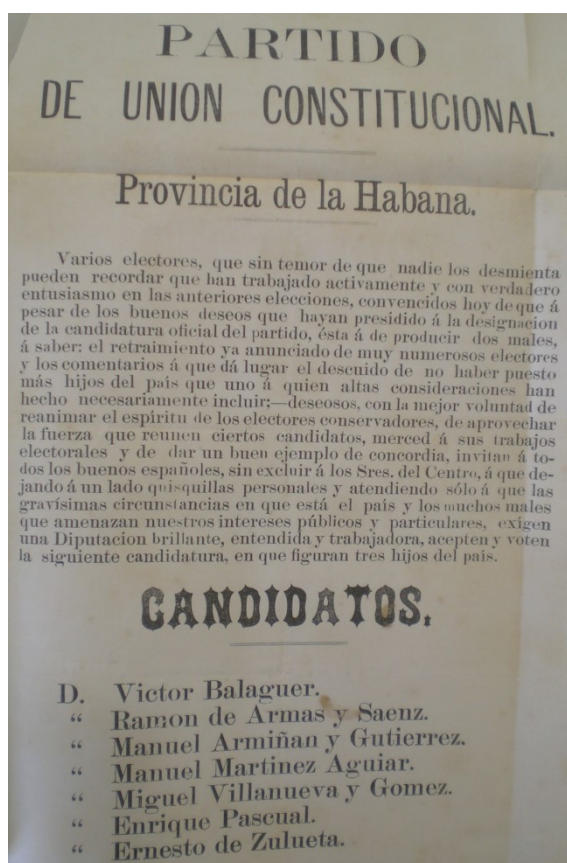 PARTIDO
DE UNION CONSTITUCIONAL.
Provincia de la Habana.
Varios electores, que sin temor de que nadie los desmienta
pueden recordar que han trabajado activamente y con verdadero
entusiasmo en las anteriores elecciones, convencidos hoy de que á
pesar de los buenos deseos que hayan presidido á la designacion
de la candidatura oficial del partido, ésta á de producir dos males,
á saber: el retraimiento ya anunciado de muy numerosos electores
y los comentarios á que dá lugar el descuido de no haber puesto
más hijos del pais que uno á quien altas consideraciones han
hecho necesariamente incluir;—deseosos, con la mejor voluntad de
reanimar el espíritu de los electores conservadores, de aprovechar
la fuerza que reunen ciertos candidatos, merced á sus trabajos
electorales y de dar un buen ejemplo de concordia, invitan á to-
dos los buenos españoles, sin excluir á los Sres. del Centro, á que de-
jando á un lado quisquillas personales y atendiendo sólo á que las
gravísimas circunstancias en que está el país y los muchos males
que amenazan nuestros intereses públicos y particulares, exigen
una Diputacion brillante, entendida y trabajadora, acepten y voten
la siguiente candidatura, en que figuran tres hijos del país.
CANDIDATOS.
D. Victor Balaguer.
“ Ramon de Armas y Saenz.
“ Manuel Armiñan y Gutierrez.
“ Manuel Martinez Aguiar.
“ Miguel Villanueva y Gomez.
“ Enrique Pascual.
“ Ernesto de Zulueta.